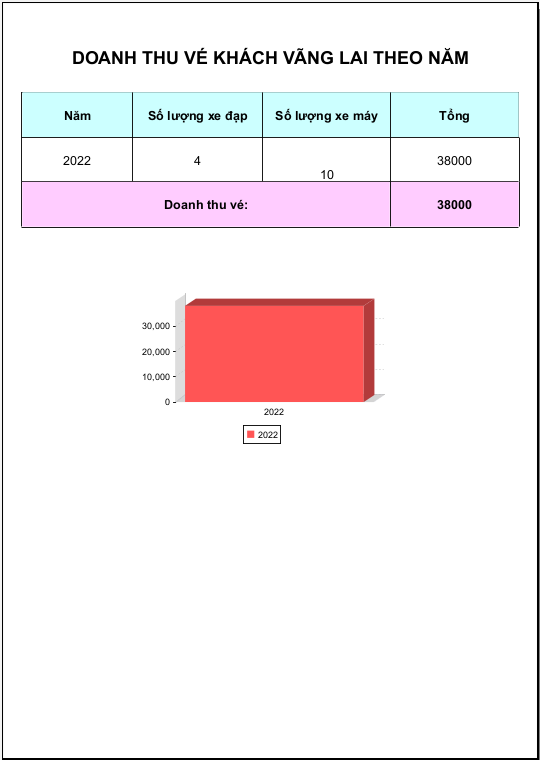 DOANH THU VÉ KHÁCH VÃNG LAI THEO NĂM
Năm Số lượng xe đạp Số lượng xe máy Tổng
2022 4 10 38000
Doanh thu vé: 38000
30,000
20,000
10,000
0
2022
2022